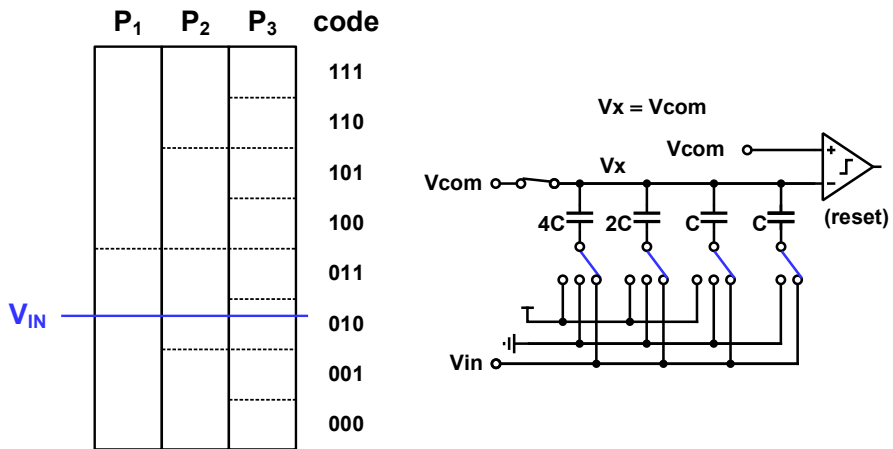 P₁ P₂ P₃ code
111
110
101
100
011
010
001
000
V_IN
Vx = Vcom
Vcom
+
Vcom
Vx
−
(reset)
4C 2C C C
Vin